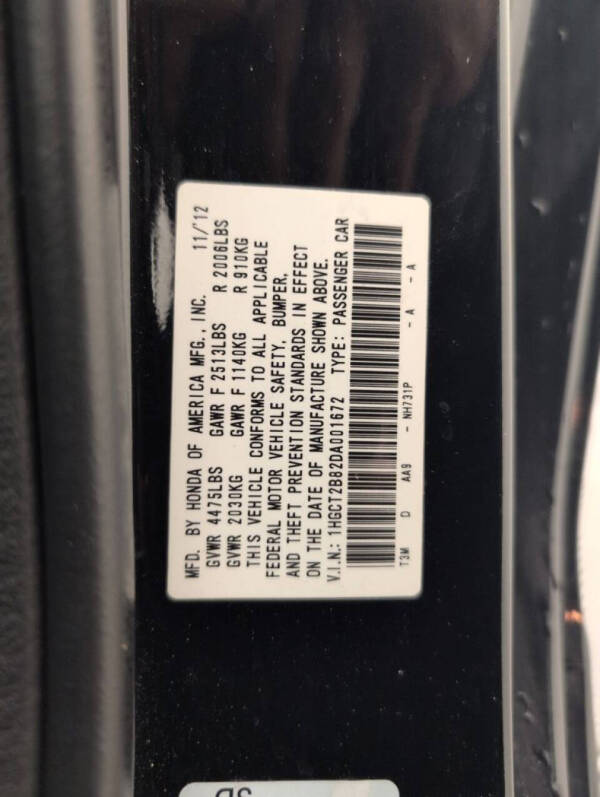 MFD. BY HONDA OF AMERICA MFG., INC. 11/'12
GVWR 4475LBS GAWR F 2513LBS R 2006LBS
GVWR 2030KG GAWR F 1140KG R 910KG
THIS VEHICLE CONFORMS TO ALL APPLICABLE
FEDERAL MOTOR VEHICLE SAFETY, BUMPER,
AND THEFT PREVENTION STANDARDS IN EFFECT
ON THE DATE OF MANUFACTURE SHOWN ABOVE.
V.I.N.: 1HGCT2B82DA001672 TYPE: PASSENGER CAR
T3M D AA9 - NH731P - A - A